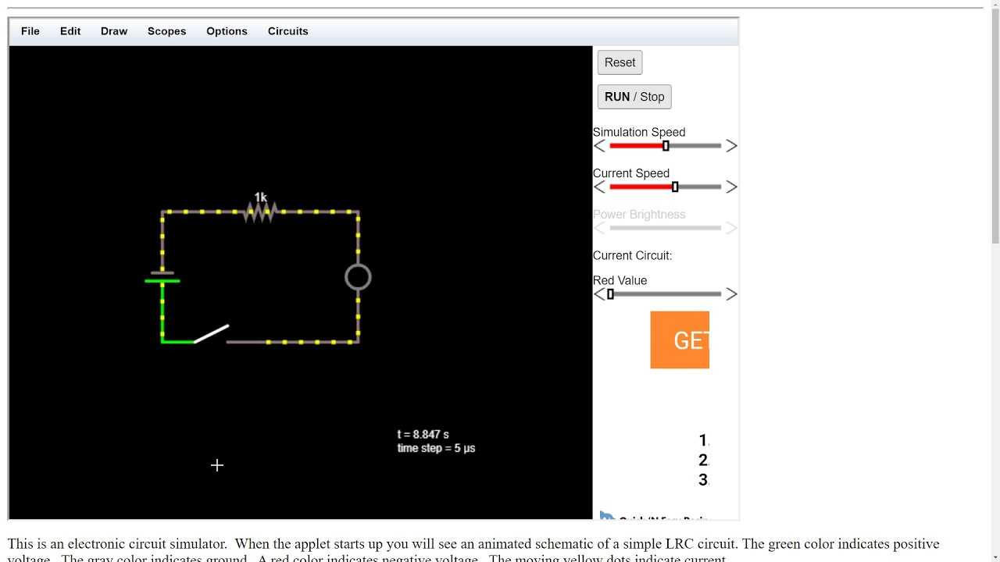 File Edit Draw Scopes Options Circuits
Reset
RUN / Stop
Simulation Speed
Current Speed
Power Brightness
Current Circuit:
Red Value
1k
GET
t = 8.847 s
time step = 5 µs
1.
2.
3.
This is an electronic circuit simulator. When the applet starts up you will see an animated schematic of a simple LRC circuit. The green color indicates positive
voltage. The gray color indicates ground. A red color indicates negative voltage. The moving yellow dots indicate current.